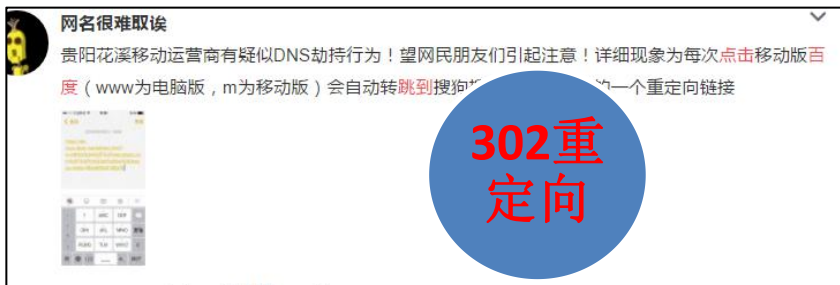 网名很难取诶
贵阳花溪移动运营商有疑似DNS劫持行为！望网民朋友们引起注意！详细现象为每次点击移动版百
度（www为电脑版，m为移动版）会自动转跳到搜狗 一个重定向链接
302重
定向